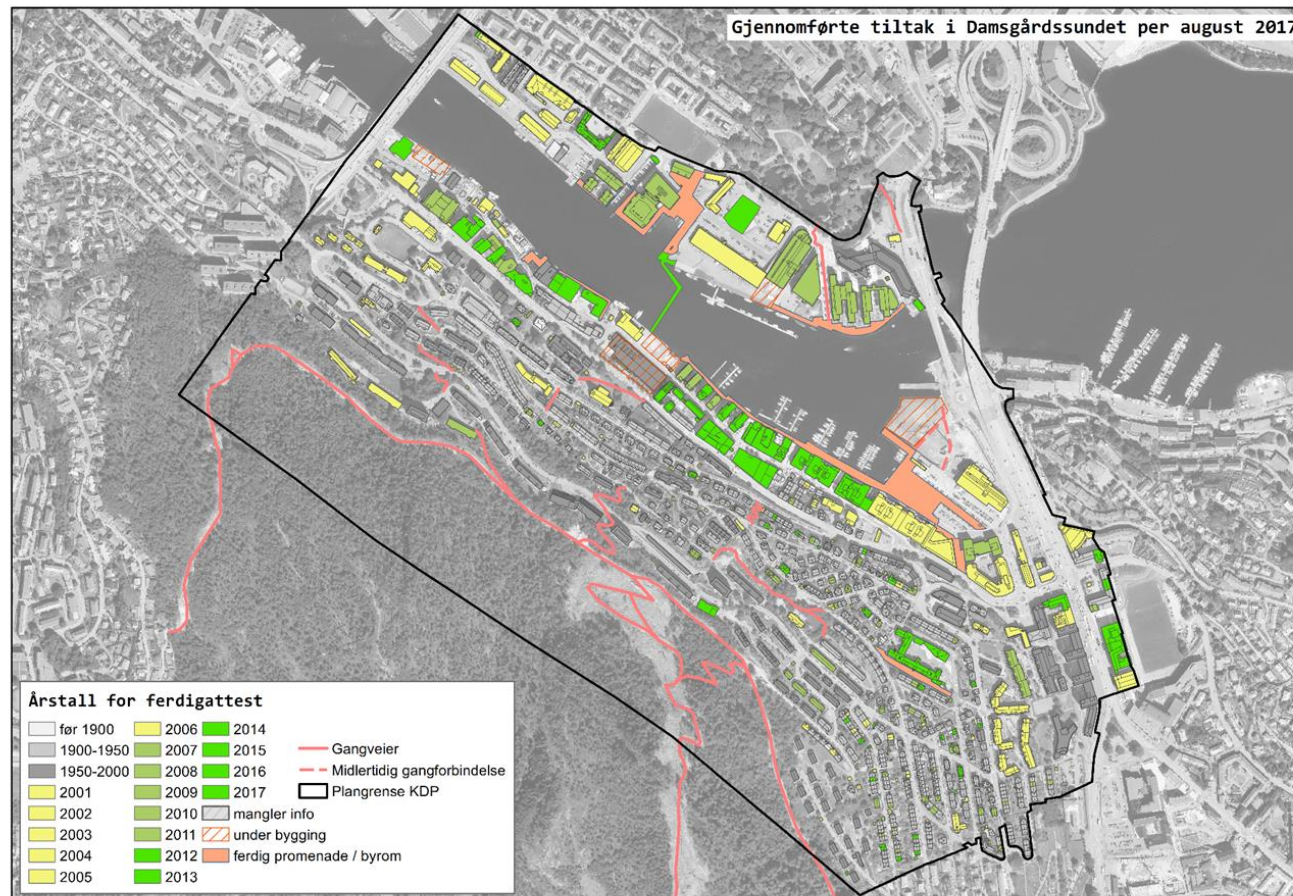 Gjennomførte tiltak i Damsgårdssundet per august 2017
Årstall for ferdigattest
før 1900
1900-1950
1950-2000
2001
2002
2003
2004
2005
2006
2007
2008
2009
2010
2011
2012
2013
2014
2015
2016
2017
mangler info
under bygging
ferdig promenade / byrom
Gangveier
Midlertidig gangforbindelse
Plangrense KDP